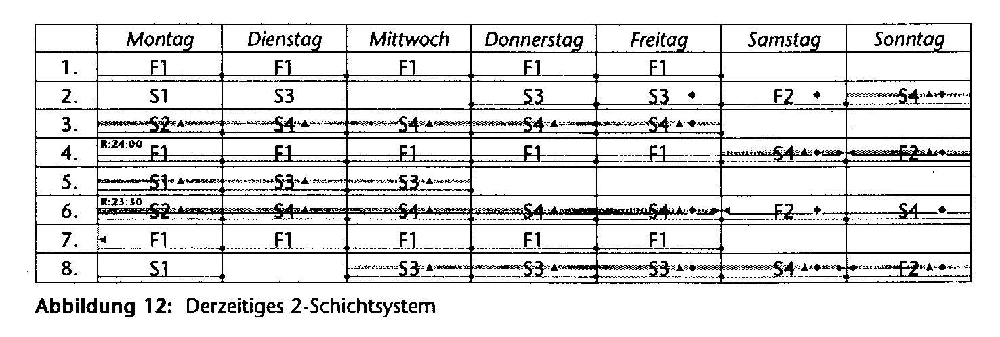 Montag Dienstag Mittwoch Donnerstag Freitag Samstag Sonntag
1. F1 F1 F1 F1 F1
2. S1 S3 S3 S3 F2 S4
3. S2 S4 S4 S4 S4
R:24:00
4. F1 F1 F1 F1 F1 S4 F2
5. S1 S3 S3
R:23:30
6. S2 S4 S4 S4 S4 F2 S4
7. F1 F1 F1 F1 F1
8. S1 S3 S3 S3 S4 F2
Abbildung 12: Derzeitiges 2-Schichtsystem